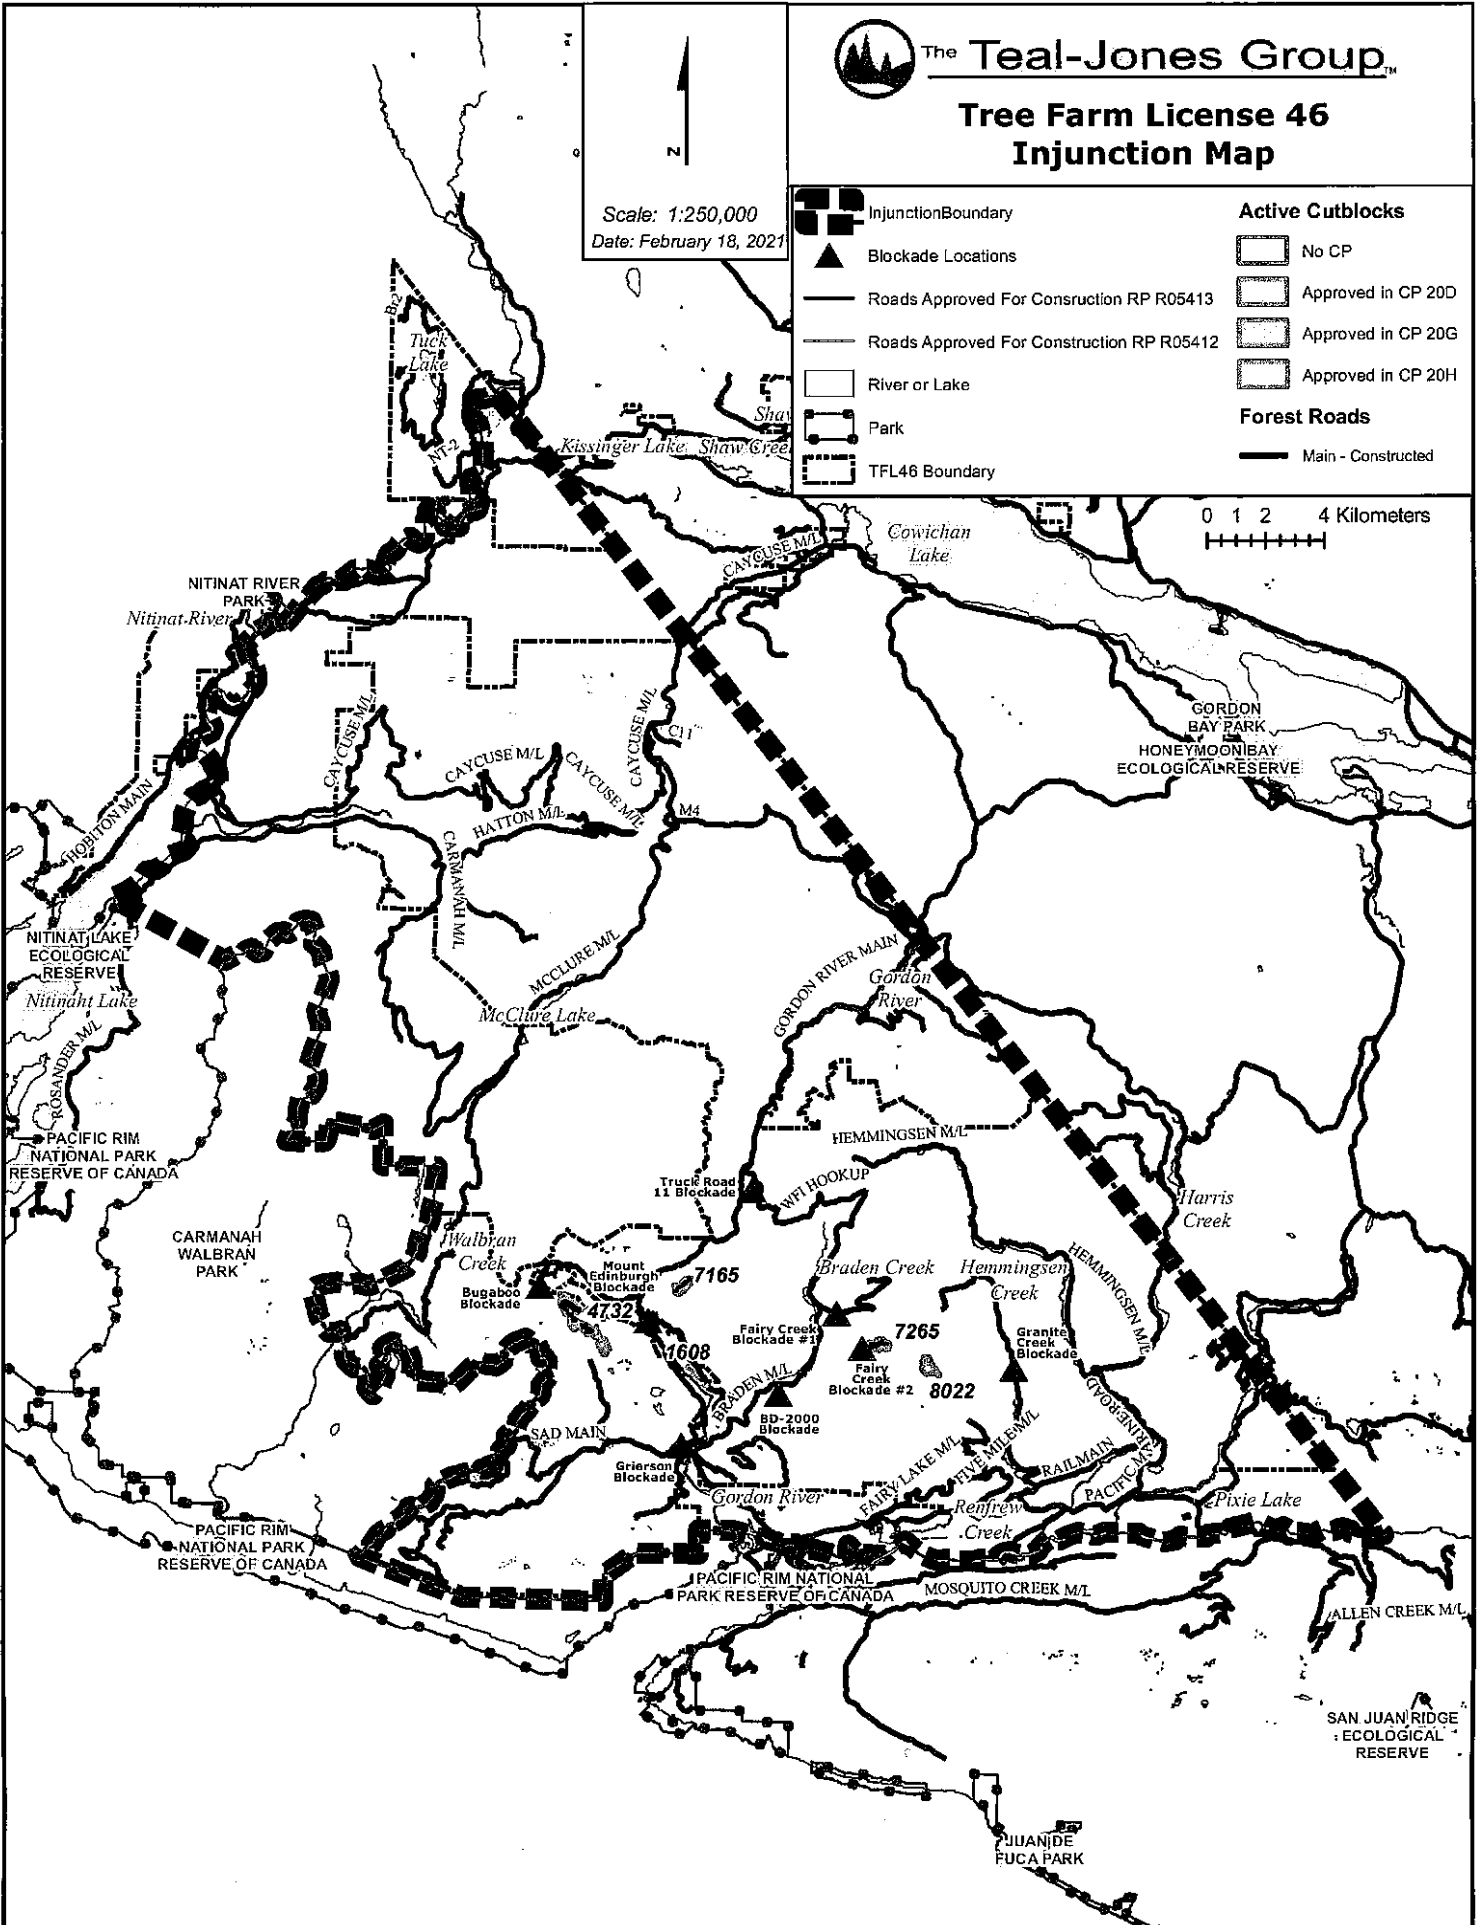 The Teal-Jones Group™
Tree Farm License 46
Injunction Map
N
Scale: 1:250,000
Date: February 18, 2021
InjunctionBoundary
Blockade Locations
Roads Approved For Consruction RP R05413
Roads Approved For Construction RP R05412
River or Lake
Park
TFL46 Boundary
Active Cutblocks
No CP
Approved in CP 20D
Approved in CP 20G
Approved in CP 20H
Forest Roads
Main - Constructed
0 1 2 4 Kilometers
Br2
Tuck
Lake
NT-2
Kissinger Lake
Shaw Cree
Shaw
CAYCUSE M/L
Cowichan
Lake
NITINAT RIVER
PARK
Nitinat River
CAYCUSE M/L
CAYCUSE M/L
C11
CAYCUSE M/L
CAYCUSE M/L
GORDON
BAY PARK
HONEYMOON BAY
ECOLOGICAL RESERVE
HOBITON MAIN
HATTON M/L
M4
CARMANAH M/L
NITINAT LAKE
ECOLOGICAL
RESERVE
Nitinaht Lake
MCCLURE M/L
McClure Lake
GORDON RIVER MAIN
Gordon
River
ROSANDER M/L
PACIFIC RIM
NATIONAL PARK
RESERVE OF CANADA
HEMMINGSEN M/L
Truck Road
11 Blockade
WFI HOOKUP
Harris
Creek
CARMANAH
WALBRAN
PARK
Walbran
Creek
Mount
Edinburgh
Blockade
7165
Braden Creek
Hemmingsen
Creek
HEMMINGSEN M/L
Bugaboo
Blockade
4732
Fairy Creek
Blockade #1
7265
Granite
Creek
Blockade
1608
Fairy
Creek
Blockade #2
8022
BRADEN M/L
BD-2000
Blockade
SAD MAIN
Grierson
Blockade
FAIRY LAKE M/L
FIVE MILE M/L
RAILMAIN
PACIFIC MARINE ROAD
Gordon River
Renfrew
Creek
Pixie Lake
PACIFIC RIM
NATIONAL PARK
RESERVE OF CANADA
PACIFIC RIM NATIONAL
PARK RESERVE OF CANADA
MOSQUITO CREEK M/L
ALLEN CREEK M/L
SAN JUAN RIDGE
ECOLOGICAL
RESERVE
JUAN DE
FUCA PARK